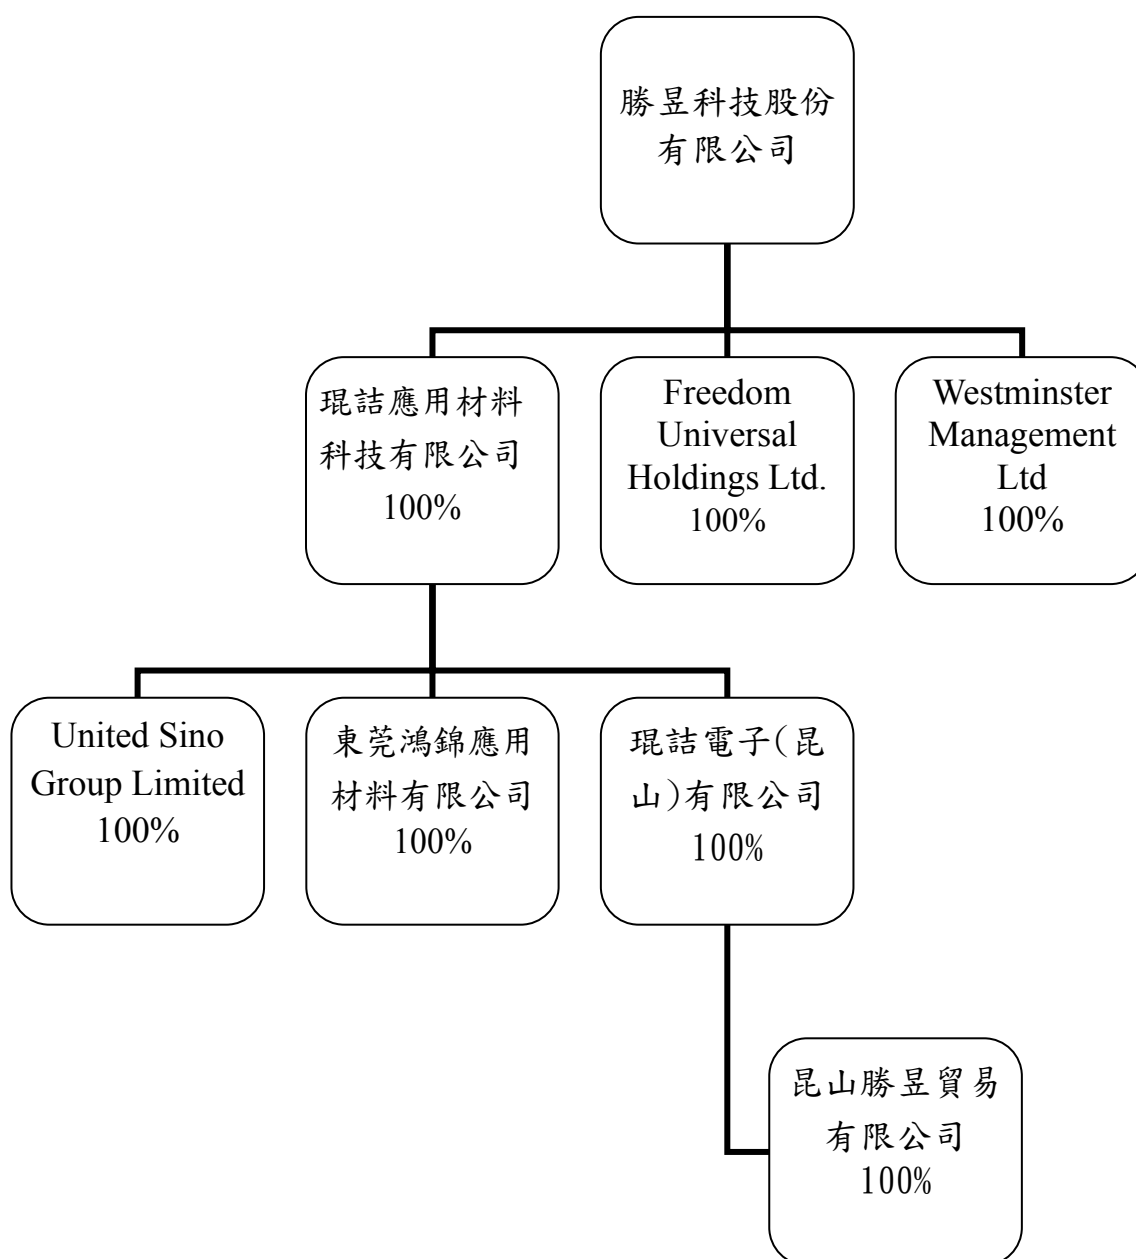 勝昱科技股份
有限公司
琨詰應用材料
科技有限公司
100%
Freedom
Universal
Holdings Ltd.
100%
Westminster
Management
Ltd
100%
United Sino
Group Limited
100%
東莞鴻錦應用
材料有限公司
100%
琨詰電子(昆
山)有限公司
100%
昆山勝昱貿易
有限公司
100%